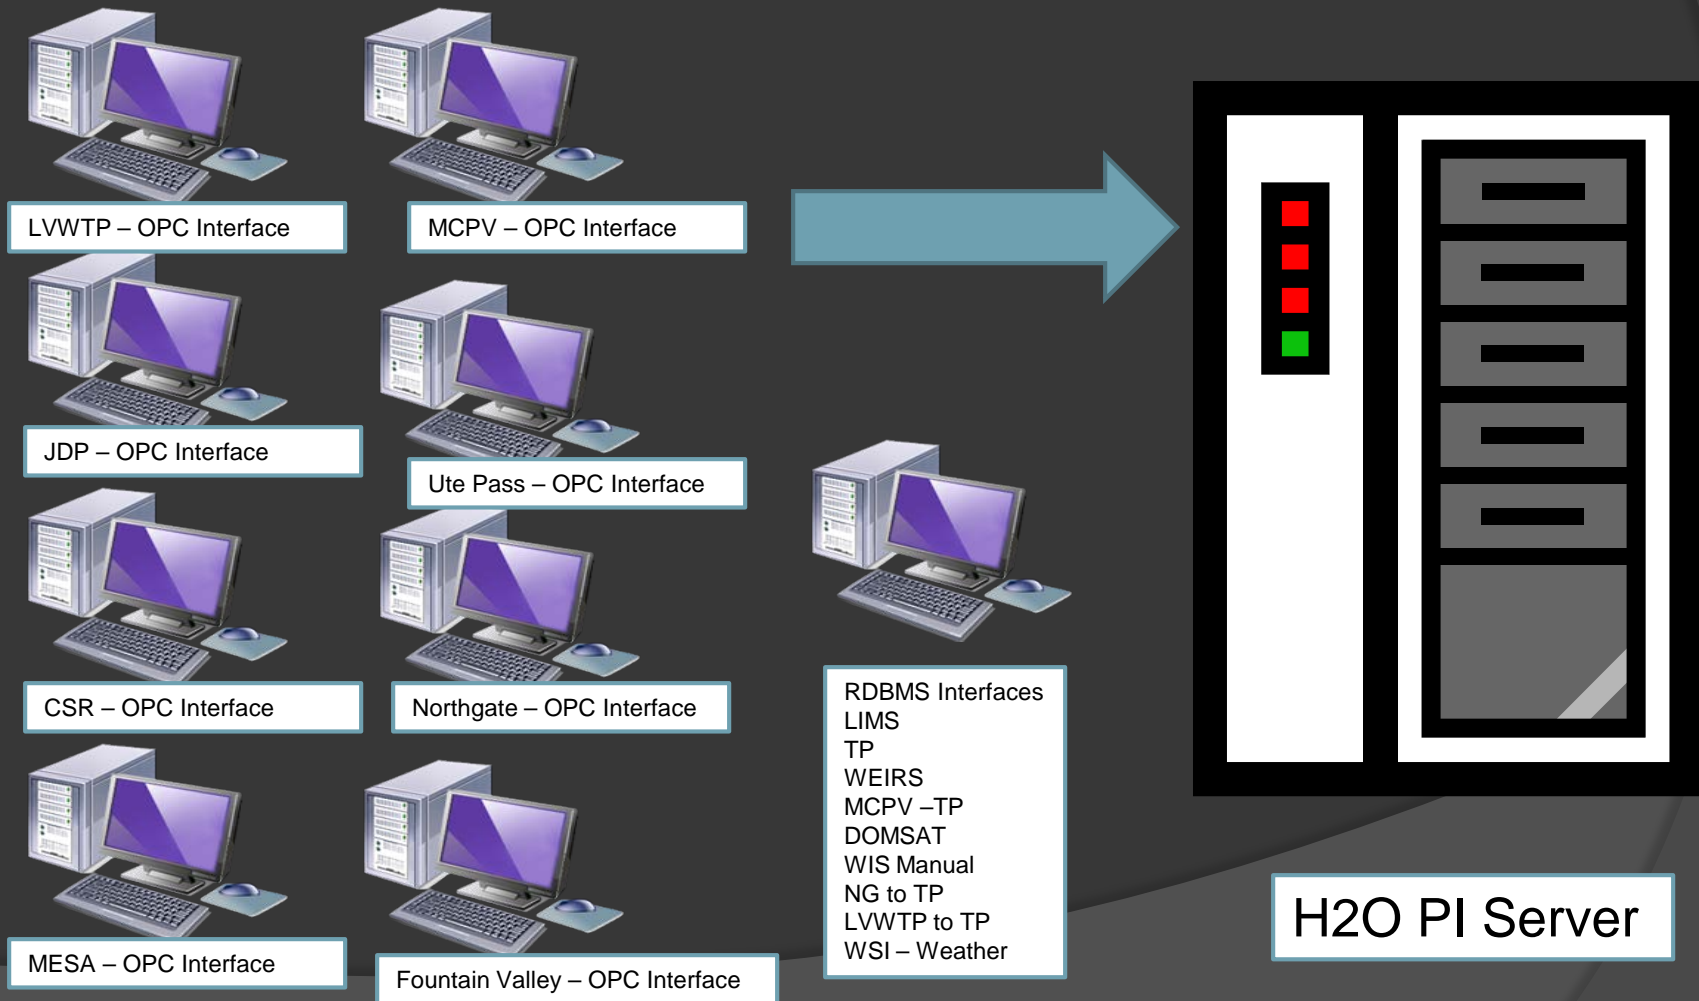 LVWTP – OPC Interface
MCPV – OPC Interface
JDP – OPC Interface
Ute Pass – OPC Interface
CSR – OPC Interface
Northgate – OPC Interface
MESA – OPC Interface
Fountain Valley – OPC Interface
RDBMS Interfaces
LIMS
TP
WEIRS
MCPV –TP
DOMSAT
WIS Manual
NG to TP
LVWTP to TP
WSI – Weather
H2O PI Server